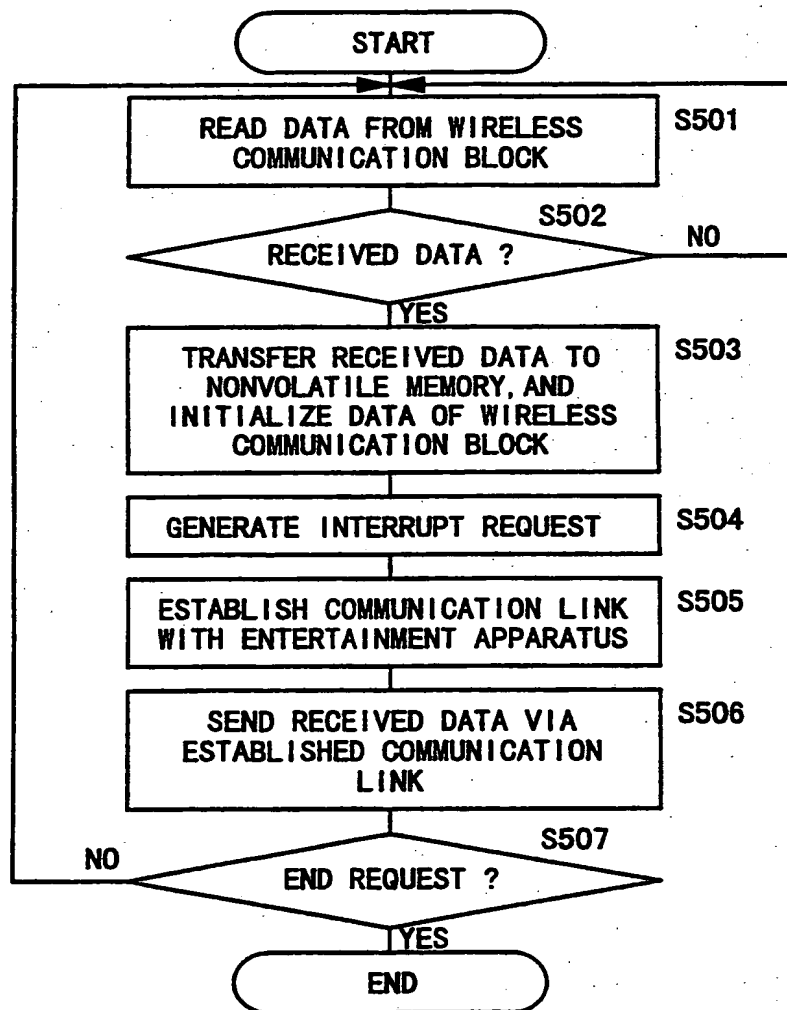 START
READ DATA FROM WIRELESS
COMMUNICATION BLOCK
S501
S502
RECEIVED DATA ?
NO
YES
TRANSFER RECEIVED DATA TO
NONVOLATILE MEMORY, AND
INITIALIZE DATA OF WIRELESS
COMMUNICATION BLOCK
S503
GENERATE INTERRUPT REQUEST
S504
ESTABLISH COMMUNICATION LINK
WITH ENTERTAINMENT APPARATUS
S505
SEND RECEIVED DATA VIA
ESTABLISHED COMMUNICATION
LINK
S506
S507
NO
END REQUEST ?
YES
END